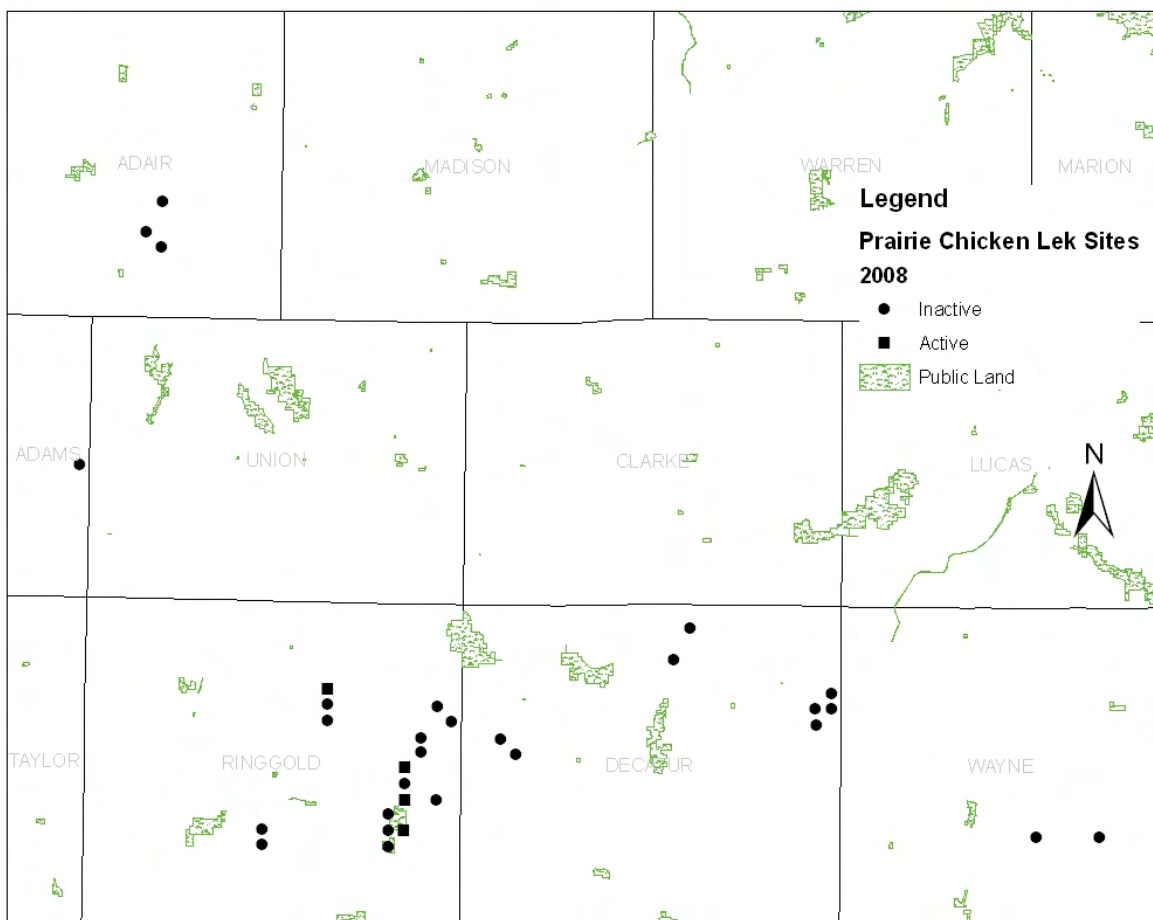 ADAIR
MADISON
WARREN
MARION
Legend
Prairie Chicken Lek Sites
2008
Inactive
Active
Public Land
ADAMS
UNION
CLARKE
LUCAS
N
TAYLOR
RINGGOLD
DECATUR
WAYNE